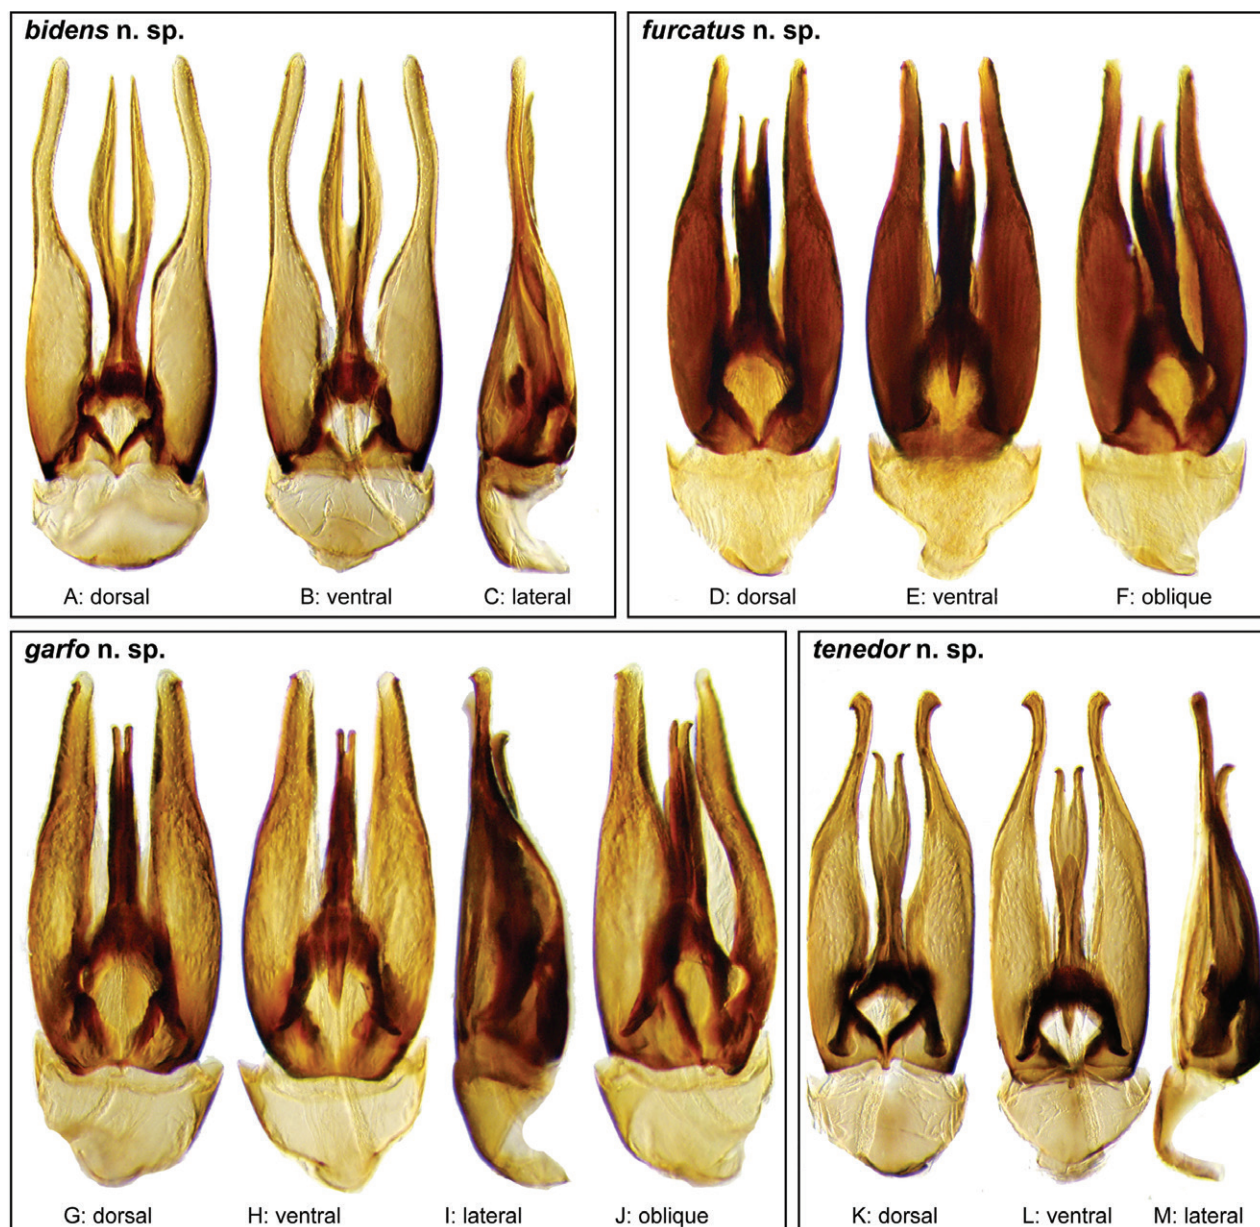 bidens n. sp.
A: dorsal
B: ventral
C: lateral
furcatus n. sp.
D: dorsal
E: ventral
F: oblique
garfo n. sp.
G: dorsal
H: ventral
I: lateral
J: oblique
tenedor n. sp.
K: dorsal
L: ventral
M: lateral